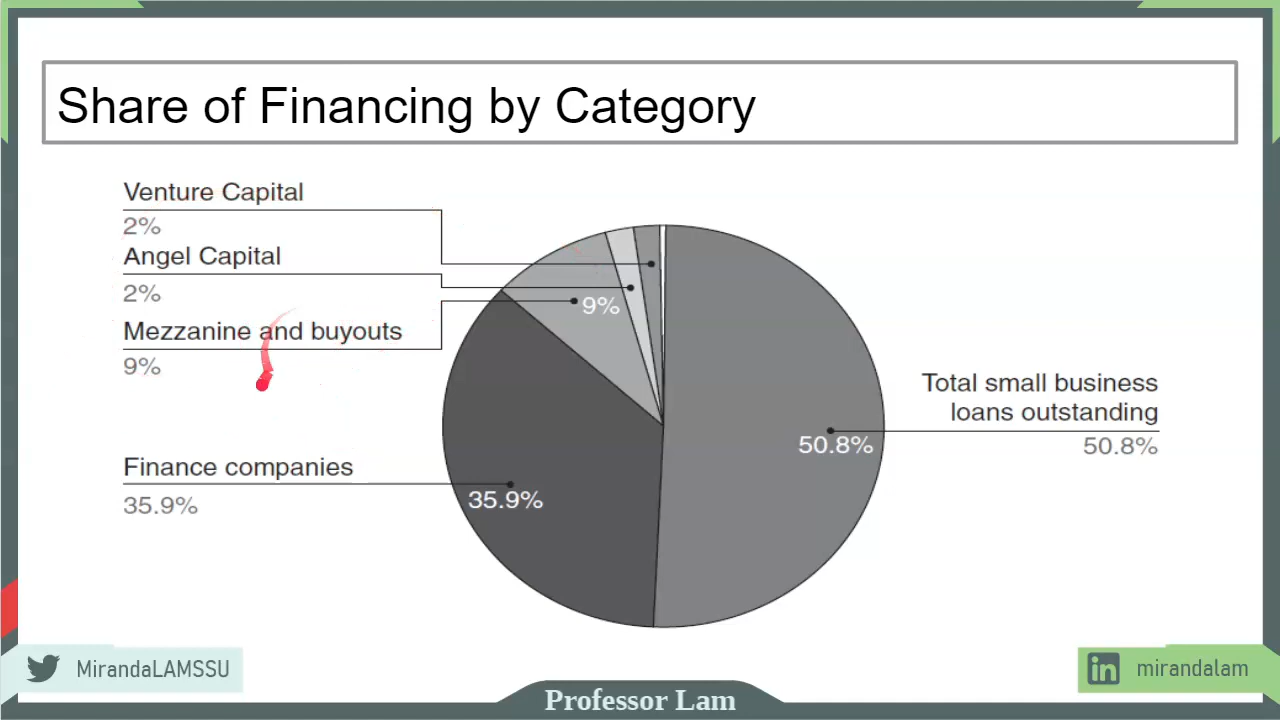 Share of Financing by Category
Venture Capital
2%
Angel Capital
2%
Mezzanine and buyouts
9%
9%
Finance companies
35.9%
35.9%
Total small business
loans outstanding
50.8%
50.8%
MirandaLAMSSU
Professor Lam
in mirandalam